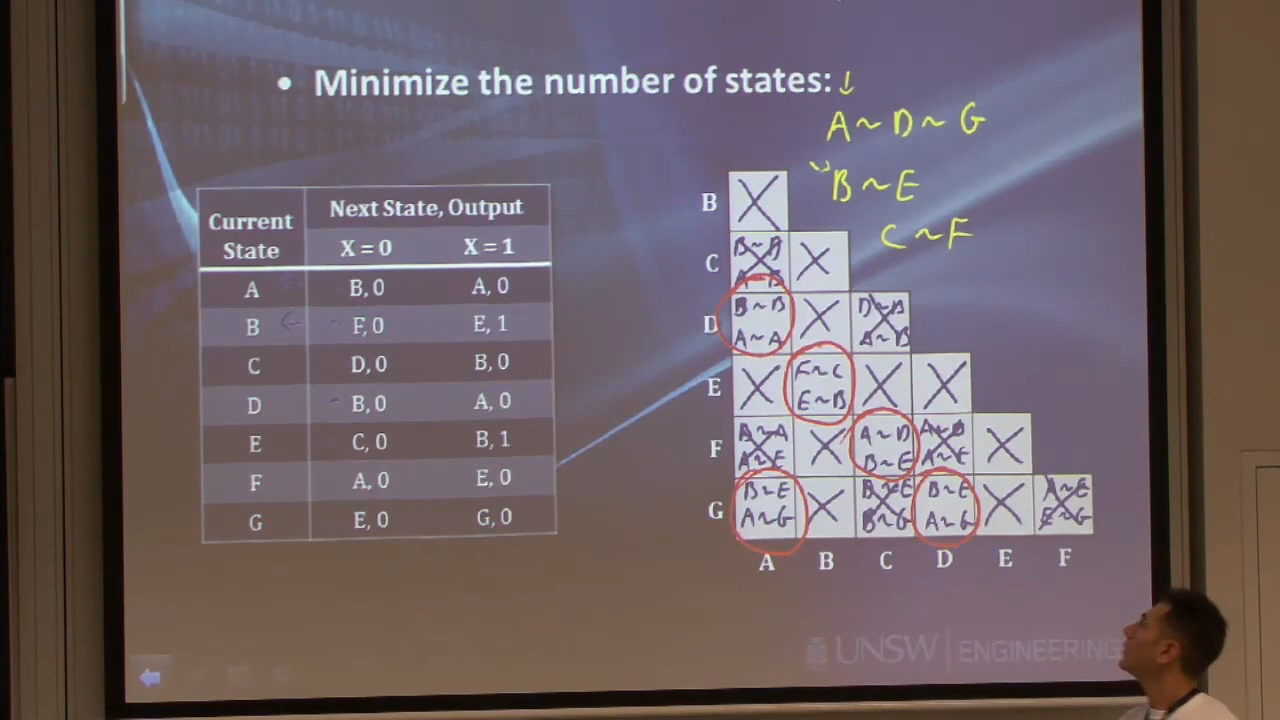 • Minimize the number of states: ↓
A ~ D ~ G
B ~ E
C ~ F
Current State Next State, Output
X = 0 X = 1
A B, 0 A, 0
B F, 0 E, 1
C D, 0 B, 0
D B, 0 A, 0
E C, 0 B, 1
F A, 0 E, 0
G E, 0 G, 0
B X
C B~A X
D B~B A~A X D~B A~B
E X F~C E~B X X
F B~A A~E X A~D B~E A~E X
G B~E A~G X B~E B~G B~E A~G X A~E E~G
A B C D E F
UNSW ENGINEERING